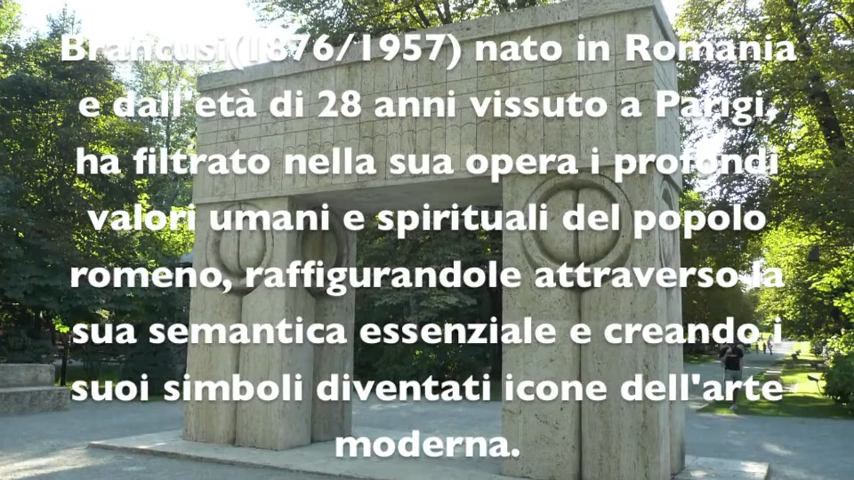 Brancusi(1876/1957) nato in Romania
e dall'età di 28 anni vissuto a Parigi,
ha filtrato nella sua opera i profondi
valori umani e spirituali del popolo
romeno, raffigurandole attraverso la
sua semantica essenziale e creando i
suoi simboli diventati icone dell'arte
moderna.